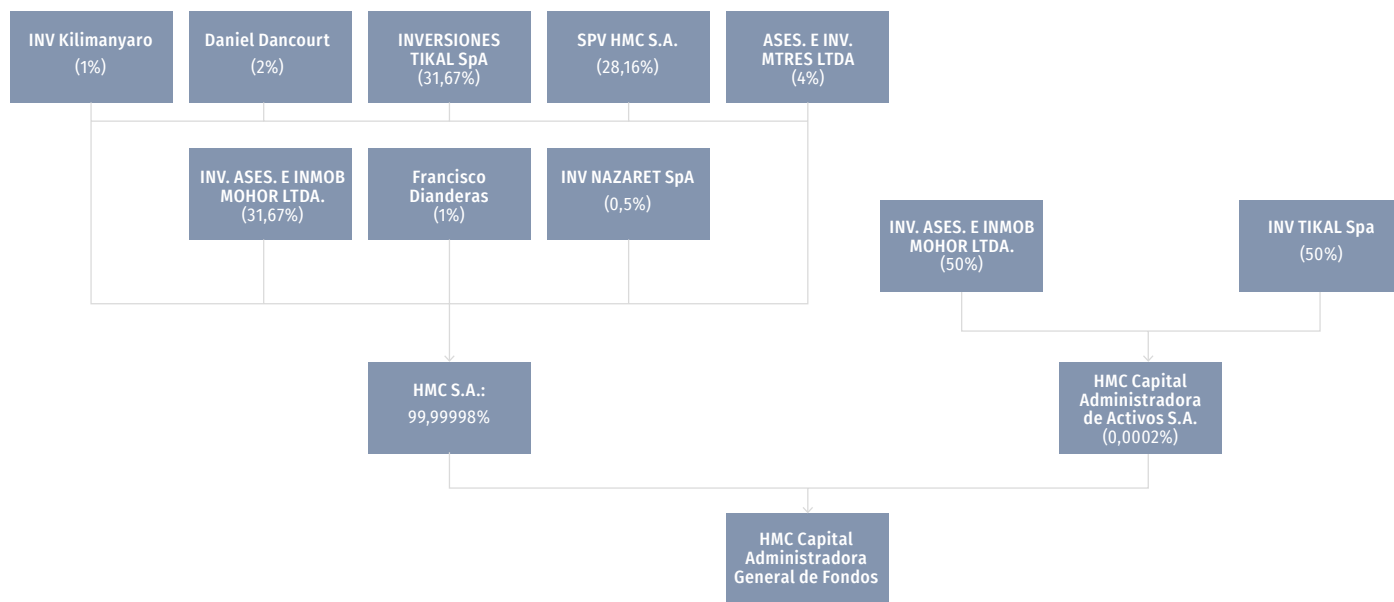 INV Kilimanyaro
(1%)
Daniel Dancourt
(2%)
INVERSIONES
TIKAL SpA
(31,67%)
SPV HMC S.A.
(28,16%)
ASES. E INV.
MTRES LTDA
(4%)
INV. ASES. E INMOB
MOHOR LTDA.
(31,67%)
Francisco
Dianderas
(1%)
INV NAZARET SpA
(0,5%)
INV. ASES. E INMOB
MOHOR LTDA.
(50%)
INV TIKAL Spa
(50%)
HMC S.A.:
99,99998%
HMC Capital
Administradora
de Activos S.A.
(0,0002%)
HMC Capital
Administradora
General de Fondos